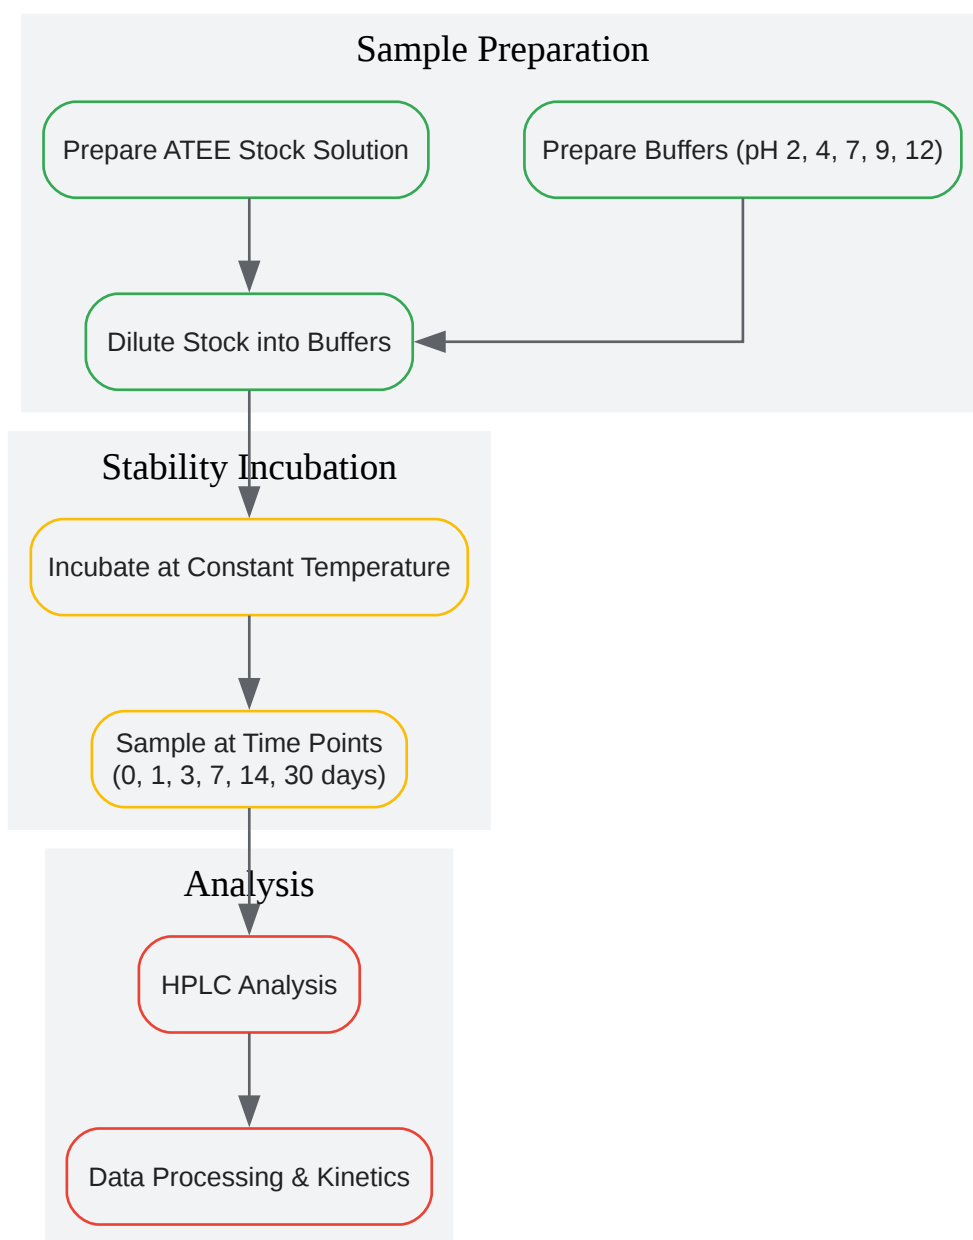 Sample Preparation
Prepare ATEE Stock Solution
Prepare Buffers (pH 2, 4, 7, 9, 12)
Dilute Stock into Buffers
Stability Incubation
Incubate at Constant Temperature
Sample at Time Points
(0, 1, 3, 7, 14, 30 days)
Analysis
HPLC Analysis
Data Processing & Kinetics